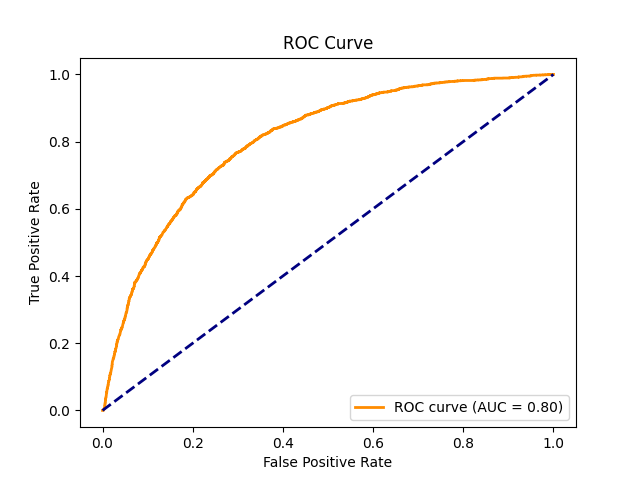 ROC Curve
True Positive Rate
1.0
0.8
0.6
0.4
0.2
0.0
ROC curve (AUC = 0.80)
0.0 0.2 0.4 0.6 0.8 1.0
False Positive Rate